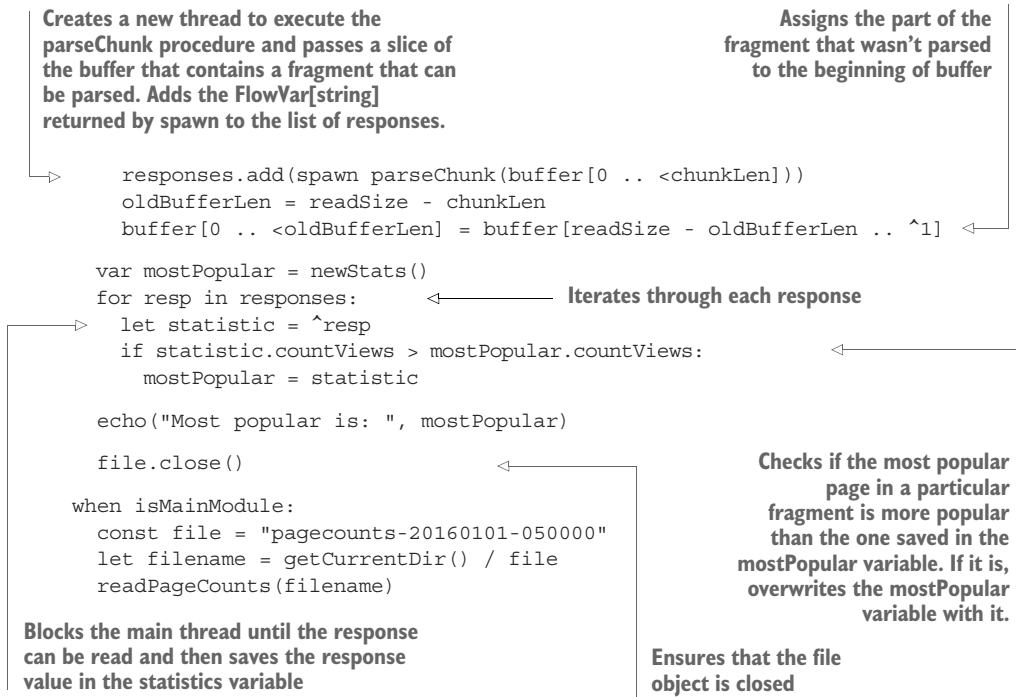 Creates a new thread to execute the
parseChunk procedure and passes a slice of
the buffer that contains a fragment that can
be parsed. Adds the FlowVar[string]
returned by spawn to the list of responses.
Assigns the part of the
fragment that wasn't parsed
to the beginning of buffer
responses.add(spawn parseChunk(buffer[0 .. <chunkLen]))
oldBufferLen = readSize - chunkLen
buffer[0 .. <oldBufferLen] = buffer[readSize - oldBufferLen .. ^1]
var mostPopular = newStats()
for resp in responses:
Iterates through each response
let statistic = ^resp
if statistic.countViews > mostPopular.countViews:
mostPopular = statistic
echo("Most popular is: ", mostPopular)
file.close()
when isMainModule:
const file = "pagecounts-20160101-050000"
let filename = getCurrentDir() / file
readPageCounts(filename)
Checks if the most popular
page in a particular
fragment is more popular
than the one saved in the
mostPopular variable. If it is,
overwrites the mostPopular
variable with it.
Blocks the main thread until the response
can be read and then saves the response
value in the statistics variable
Ensures that the file
object is closed